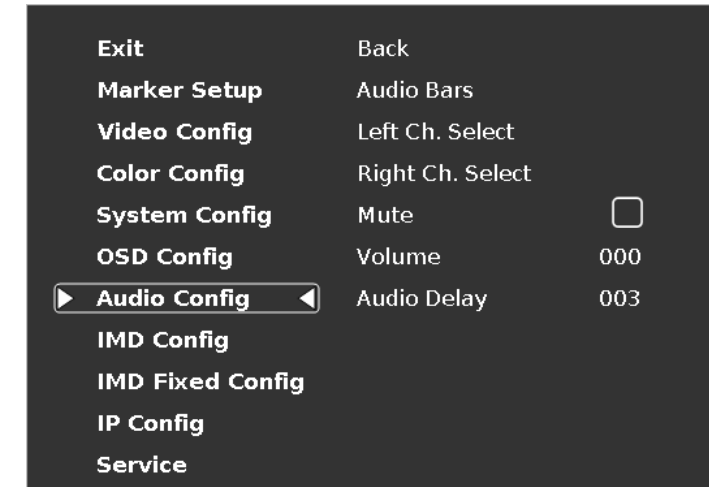 Exit Back
Marker Setup Audio Bars
Video Config Left Ch. Select
Color Config Right Ch. Select
System Config Mute
OSD Config Volume 000
Audio Config Audio Delay 003
IMD Config
IMD Fixed Config
IP Config
Service